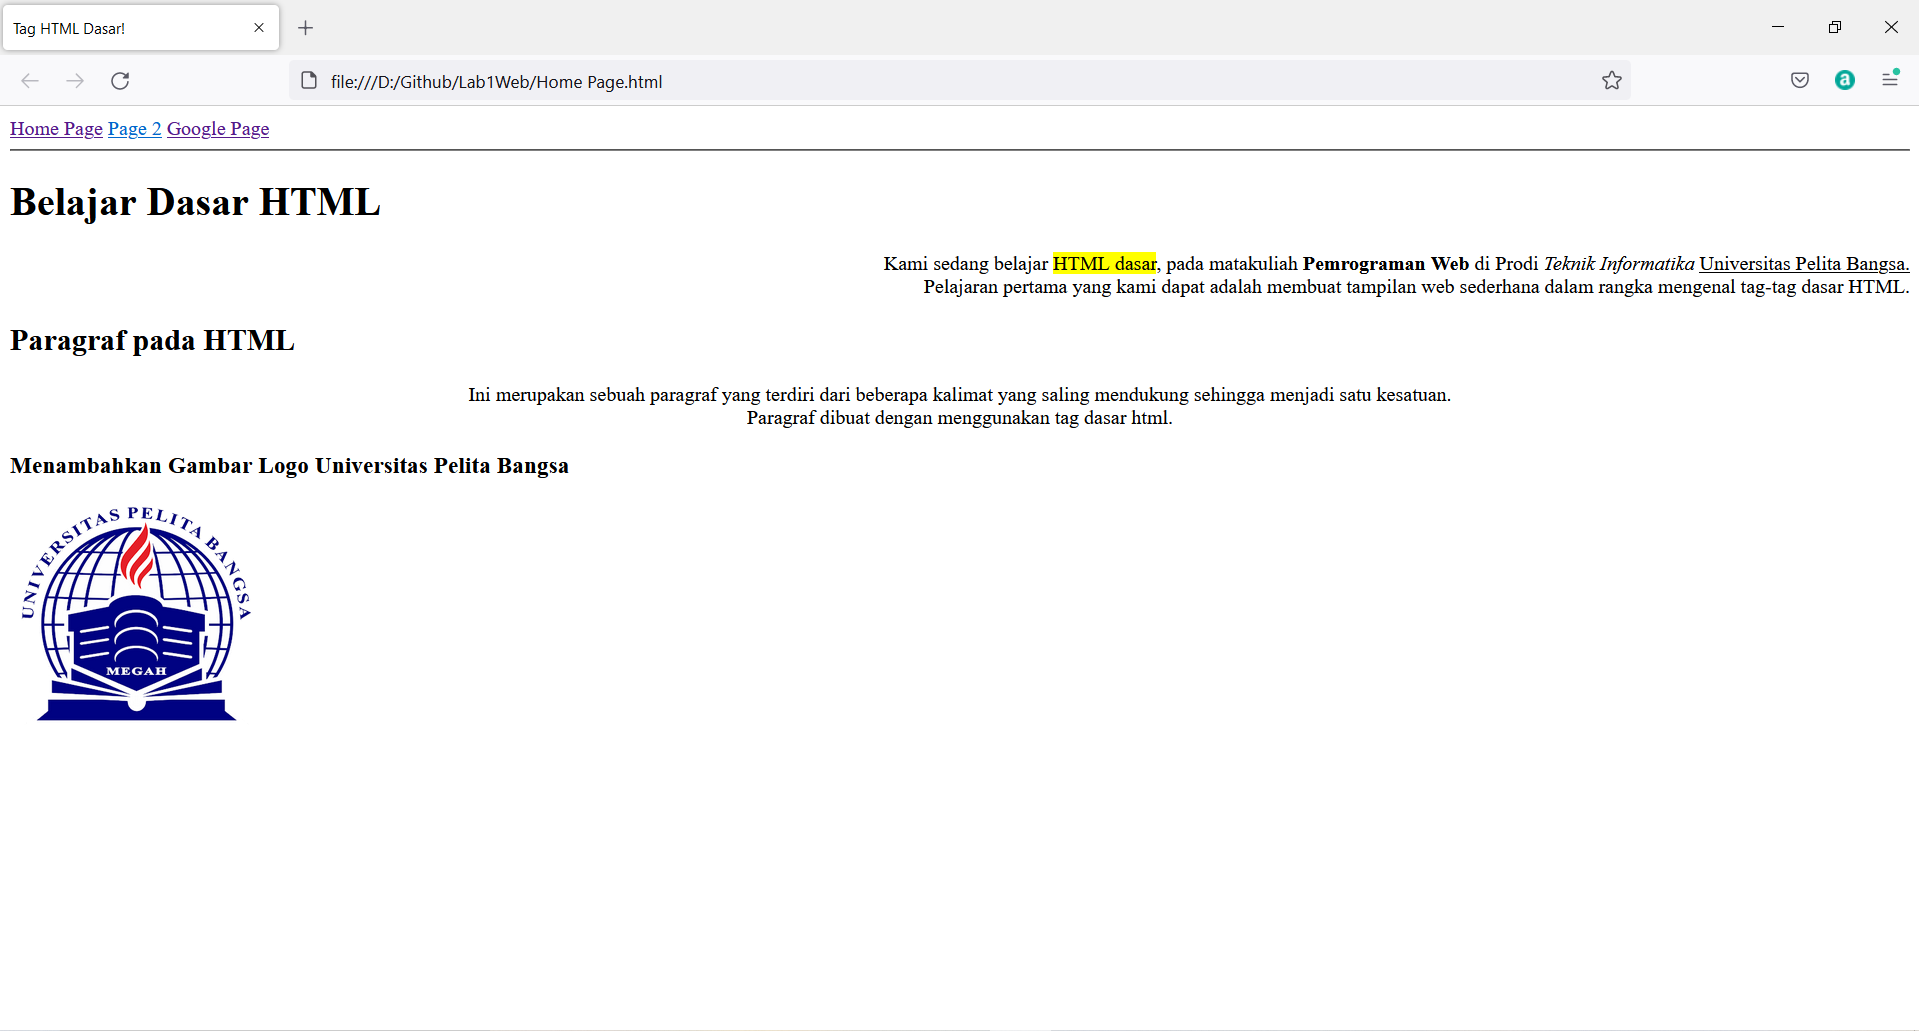 Tag HTML Dasar!
file:///D:/Github/Lab1Web/Home Page.html
Home Page Page 2 Google Page
Belajar Dasar HTML
Kami sedang belajar HTML dasar, pada matakuliah Pemrograman Web di Prodi Teknik Informatika Universitas Pelita Bangsa.
Pelajaran pertama yang kami dapat adalah membuat tampilan web sederhana dalam rangka mengenal tag-tag dasar HTML.
Paragraf pada HTML
Ini merupakan sebuah paragraf yang terdiri dari beberapa kalimat yang saling mendukung sehingga menjadi satu kesatuan.
Paragraf dibuat dengan menggunakan tag dasar html.
Menambahkan Gambar Logo Universitas Pelita Bangsa
UNIVERSITAS PELITA BANGSA
MEGAH